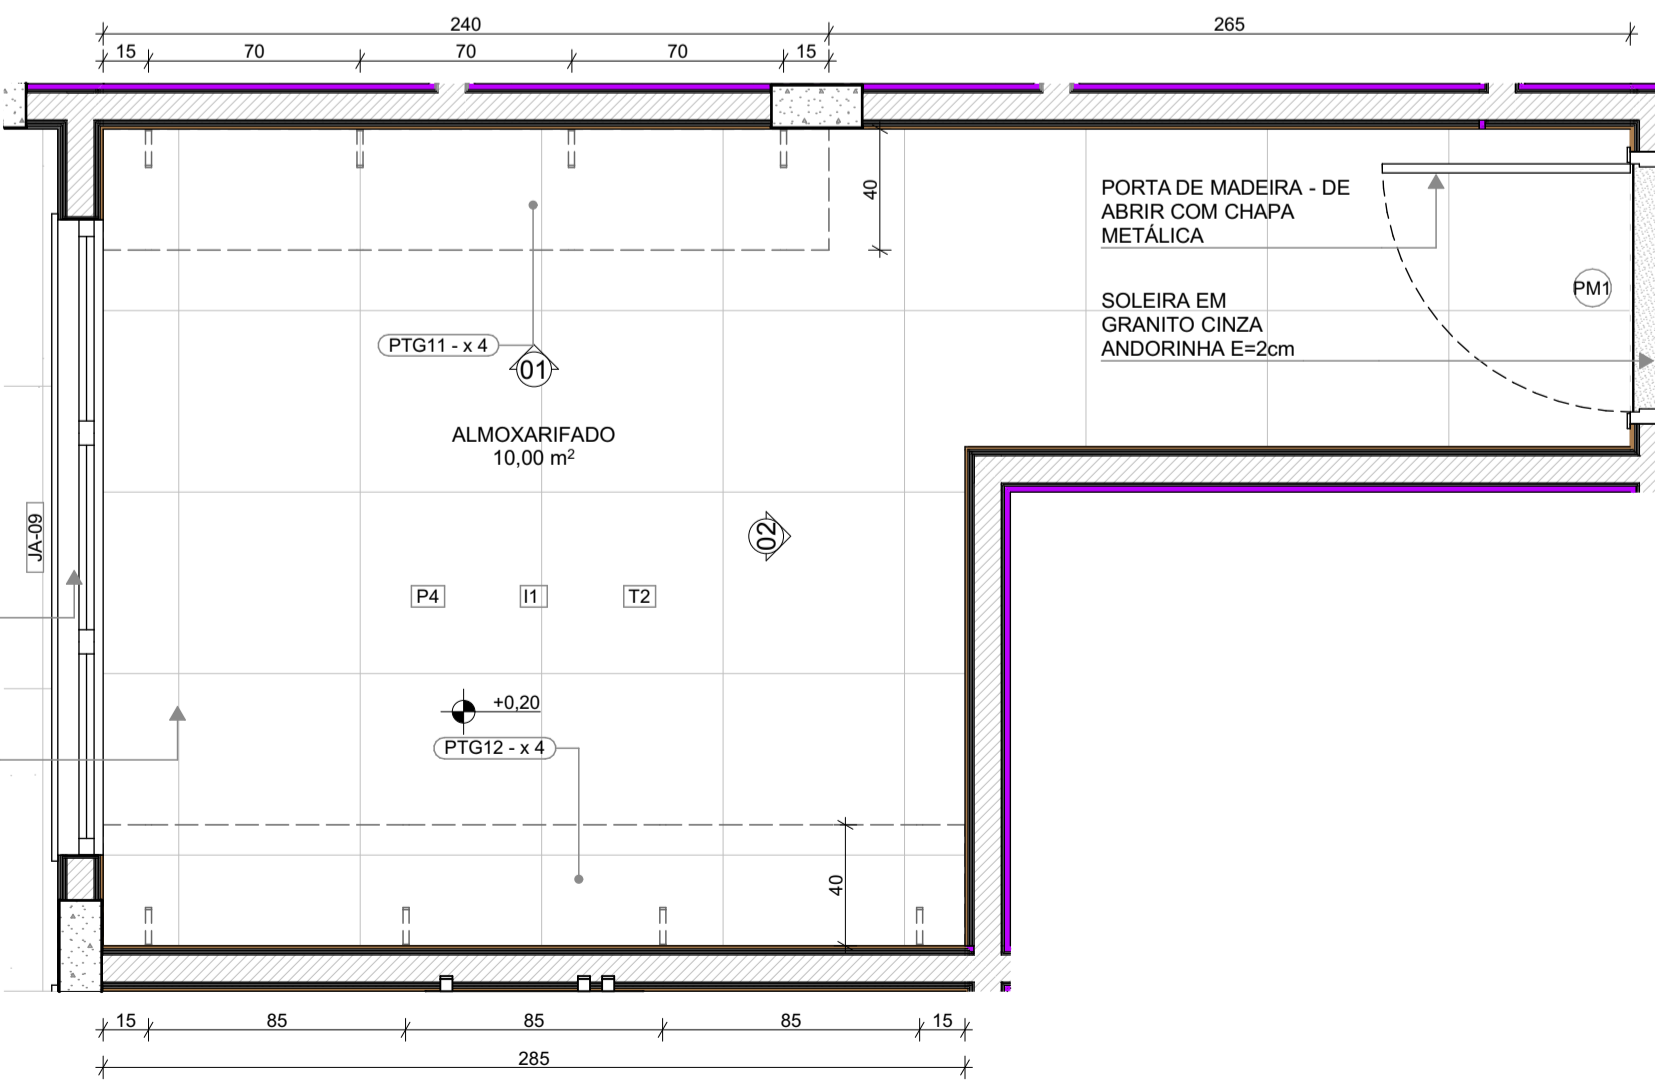 240
265
15
70
70
70
15
40
PORTA DE MADEIRA - DE
ABRIR COM CHAPA
METÁLICA
PM1
SOLEIRA EM
GRANITO CINZA
ANDORINHA E=2cm
PTG11 - x 4
01
ALMOXARIFADO
10,00 m²
JA-09
02
P4
I1
T2
+0,20
PTG12 - x 4
40
15
85
85
85
15
285